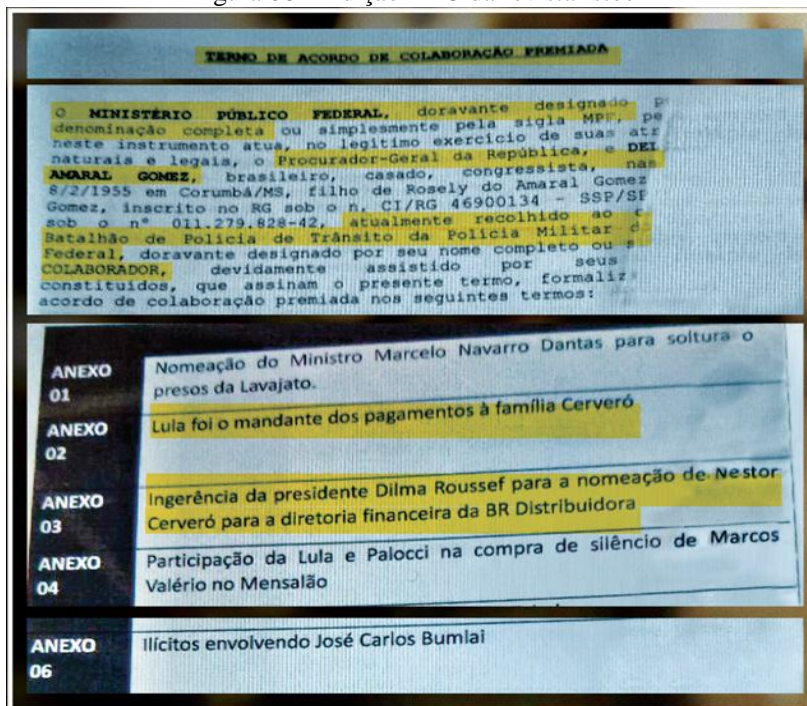 TERMO DE ACORDO DE COLABORAÇÃO PREMIADA
O MINISTÉRIO PÚBLICO FEDERAL, doravante designado p
denominação completa ou simplesmente pela sigla MPF, pe
neste instrumento atua, no legítimo exercício de suas atr
naturais e legais, o Procurador-Geral da República, e DEL
AMARAL GOMEZ, brasileiro, casado, congressista, nas
8/2/1955 em Corumbá/MS, filho de Rosely do Amaral Gomez
Gomez, inscrito no RG sob o n. CI/RG 46900134 - SSP/SP
sob o nº 011.279.828-42, atualmente recolhido ao
Batalhão de Polícia de Trânsito da Polícia Militar d
Federal, doravante designado por seu nome completo ou s
COLABORADOR, devidamente assistido por seus
constituídos, que assinam o presente termo, formaliz
acordo de colaboração premiada nos seguintes termos:
ANEXO 01
Nomeação do Ministro Marcelo Navarro Dantas para soltura
presos da Lavajato.
ANEXO 02
Lula foi o mandante dos pagamentos à família Cerveró
ANEXO 03
Ingerência da presidente Dilma Roussef para a nomeação de Nestor
Cerveró para a diretoria financeira da BR Distribuidora
ANEXO 04
Participação da Lula e Palocci na compra de silêncio de Marcos
Valério no Mensalão
ANEXO 06
Ilícitos envolvendo José Carlos Bumlai